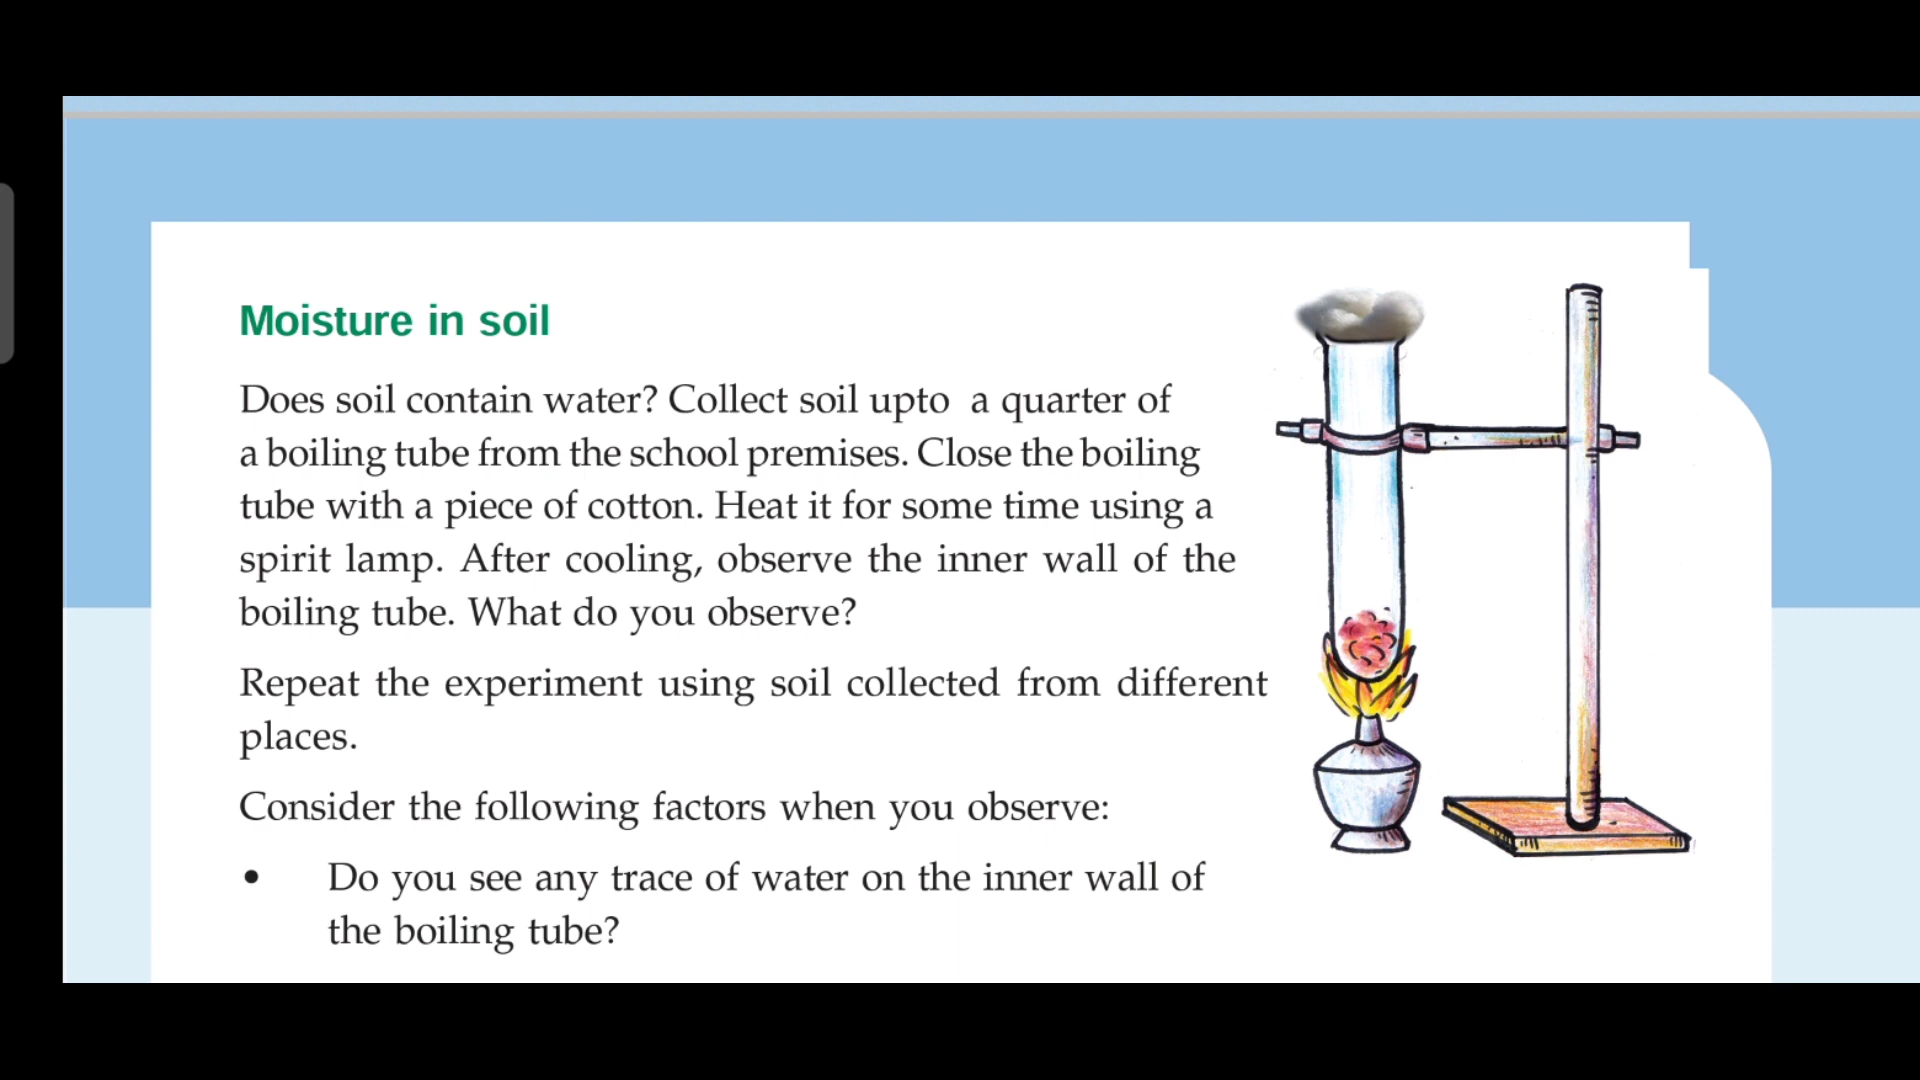 Moisture in soil
Does soil contain water? Collect soil upto a quarter of
a boiling tube from the school premises. Close the boiling
tube with a piece of cotton. Heat it for some time using a
spirit lamp. After cooling, observe the inner wall of the
boiling tube. What do you observe?
Repeat the experiment using soil collected from different
places.
Consider the following factors when you observe:
• Do you see any trace of water on the inner wall of
the boiling tube?